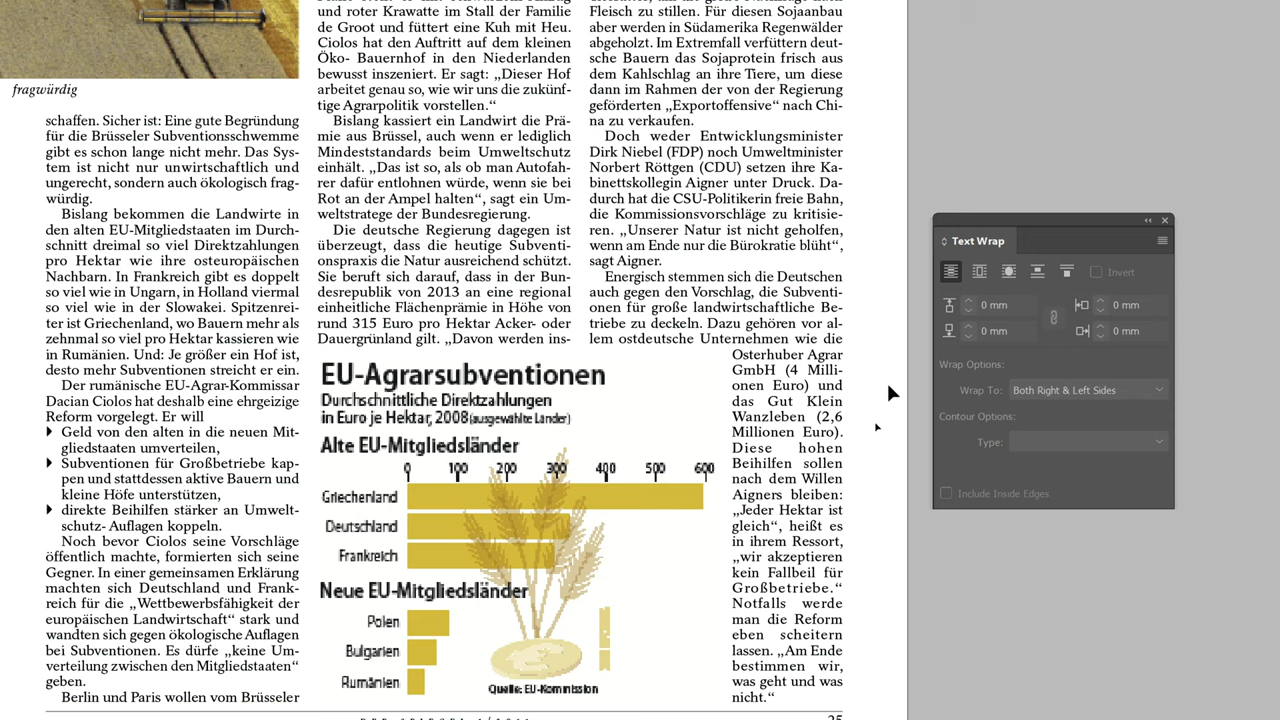 fragwürdig
schaffen. Sicher ist: Eine gute Begründung
für die Brüsseler Subventionsschwemme
gibt es schon lange nicht mehr. Das Sys-
tem ist nicht nur unwirtschaftlich und
ungerecht, sondern auch ökologisch frag-
würdig.
Bislang bekommen die Landwirte in
den alten EU-Mitgliedstaaten im Durch-
schnitt dreimal so viel Direktzahlungen
pro Hektar wie ihre osteuropäischen
Nachbarn. In Frankreich gibt es doppelt
so viel wie in Ungarn, in Holland viermal
so viel wie in der Slowakei. Spitzenrei-
ter ist Griechenland, wo Bauern mehr als
zehnmal so viel pro Hektar kassieren wie
in Rumänien. Und: Je größer ein Hof ist,
desto mehr Subventionen streicht er ein.
Der rumänische EU-Agrar-Kommissar
Dacian Ciolos hat deshalb eine ehrgeizige
Reform vorgelegt. Er will
Geld von den alten in die neuen Mit-
gliedstaaten umverteilen,
Subventionen für Großbetriebe kap-
pen und stattdessen aktive Bauern und
kleine Höfe unterstützen,
direkte Beihilfen stärker an Umwelt-
schutz- Auflagen koppeln.
Noch bevor Ciolos seine Vorschläge
öffentlich machte, formierten sich seine
Gegner. In einer gemeinsamen Erklärung
machten sich Deutschland und Frank-
reich für die „Wettbewerbsfähigkeit der
europäischen Landwirtschaft“ stark und
wandten sich gegen ökologische Auflagen
bei Subventionen. Es dürfe „keine Um-
verteilung zwischen den Mitgliedstaaten“
geben.
Berlin und Paris wollen vom Brüsseler
und roter Krawatte im Stall der Familie
de Groot und füttert eine Kuh mit Heu.
Ciolos hat den Auftritt auf dem kleinen
Öko- Bauernhof in den Niederlanden
bewusst inszeniert. Er sagt: „Dieser Hof
arbeitet genau so, wie wir uns die zukünf-
tige Agrarpolitik vorstellen.“
Bislang kassiert ein Landwirt die Prä-
mie aus Brüssel, auch wenn er lediglich
Mindeststandards beim Umweltschutz
einhält. „Das ist so, als ob man Autofah-
rer dafür entlohnen würde, wenn sie bei
Rot an der Ampel halten“, sagt ein Um-
weltstratege der Bundesregierung.
Die deutsche Regierung dagegen ist
überzeugt, dass die heutige Subventi-
onspraxis die Natur ausreichend schützt.
Sie beruft sich darauf, dass in der Bun-
desrepublik von 2013 an eine regional
einheitliche Flächenprämie in Höhe von
rund 315 Euro pro Hektar Acker- oder
Dauergrünland gilt. „Davon werden ins-
EU-Agrarsubventionen
Durchschnittliche Direktzahlungen
in Euro je Hektar, 2008 (ausgewählte Länder)
Alte EU-Mitgliedsländer
0 100 200 300 400 500 600
Griechenland
Deutschland
Frankreich
Neue EU-Mitgliedsländer
Polen
Bulgarien
Rumänien
Quelle: EU-Kommission
Fleisch zu stillen. Für diesen Sojaanbau
aber werden in Südamerika Regenwälder
abgeholzt. Im Extremfall verfüttern deut-
sche Bauern das Sojaprotein frisch aus
dem Kahlschlag an ihre Tiere, um diese
dann im Rahmen der von der Regierung
geförderten „Exportoffensive“ nach Chi-
na zu verkaufen.
Doch weder Entwicklungsminister
Dirk Niebel (FDP) noch Umweltminister
Norbert Röttgen (CDU) setzen ihre Ka-
binettskollegin Aigner unter Druck. Da-
durch hat die CSU-Politikerin freie Bahn,
die Kommissionsvorschläge zu kritisie-
ren. „Unserer Natur ist nicht geholfen,
wenn am Ende nur die Bürokratie blüht“,
sagt Aigner.
Energisch stemmen sich die Deutschen
auch gegen den Vorschlag, die Subventi-
onen für große landwirtschaftliche Be-
triebe zu deckeln. Dazu gehören vor al-
lem ostdeutsche Unternehmen wie die
Osterhuber Agrar
GmbH (4 Milli-
onen Euro) und
das Gut Klein
Wanzleben (2,6
Millionen Euro).
Diese hohen
Beihilfen sollen
nach dem Willen
Aigners bleiben:
„Jeder Hektar ist
gleich“, heißt es
in ihrem Ressort,
„wir akzeptieren
kein Fallbeil für
Großbetriebe.“
Notfalls werde
man die Reform
eben scheitern
lassen. „Am Ende
bestimmen wir,
was geht und was
nicht.“
Text Wrap
Invert
0 mm 0 mm
0 mm 0 mm
Wrap Options:
Wrap To: Both Right & Left Sides
Contour Options:
Type:
Include Inside Edges